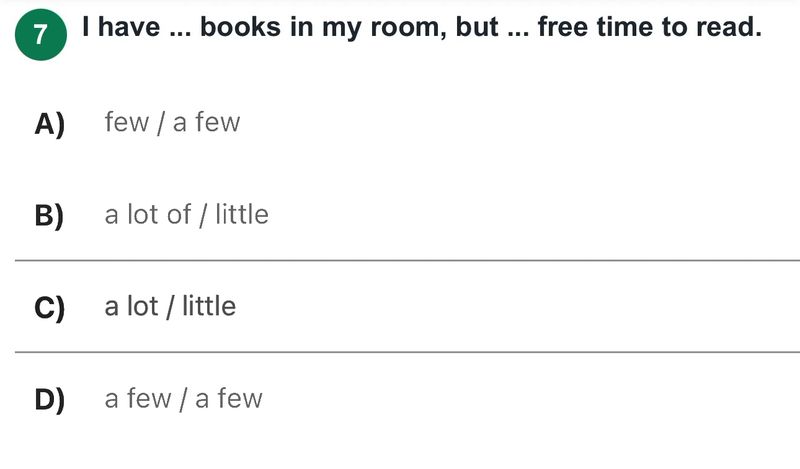 7 I have ... books in my room, but ... free time to read.
A) few / a few
B) a lot of / little
C) a lot / little
D) a few / a few